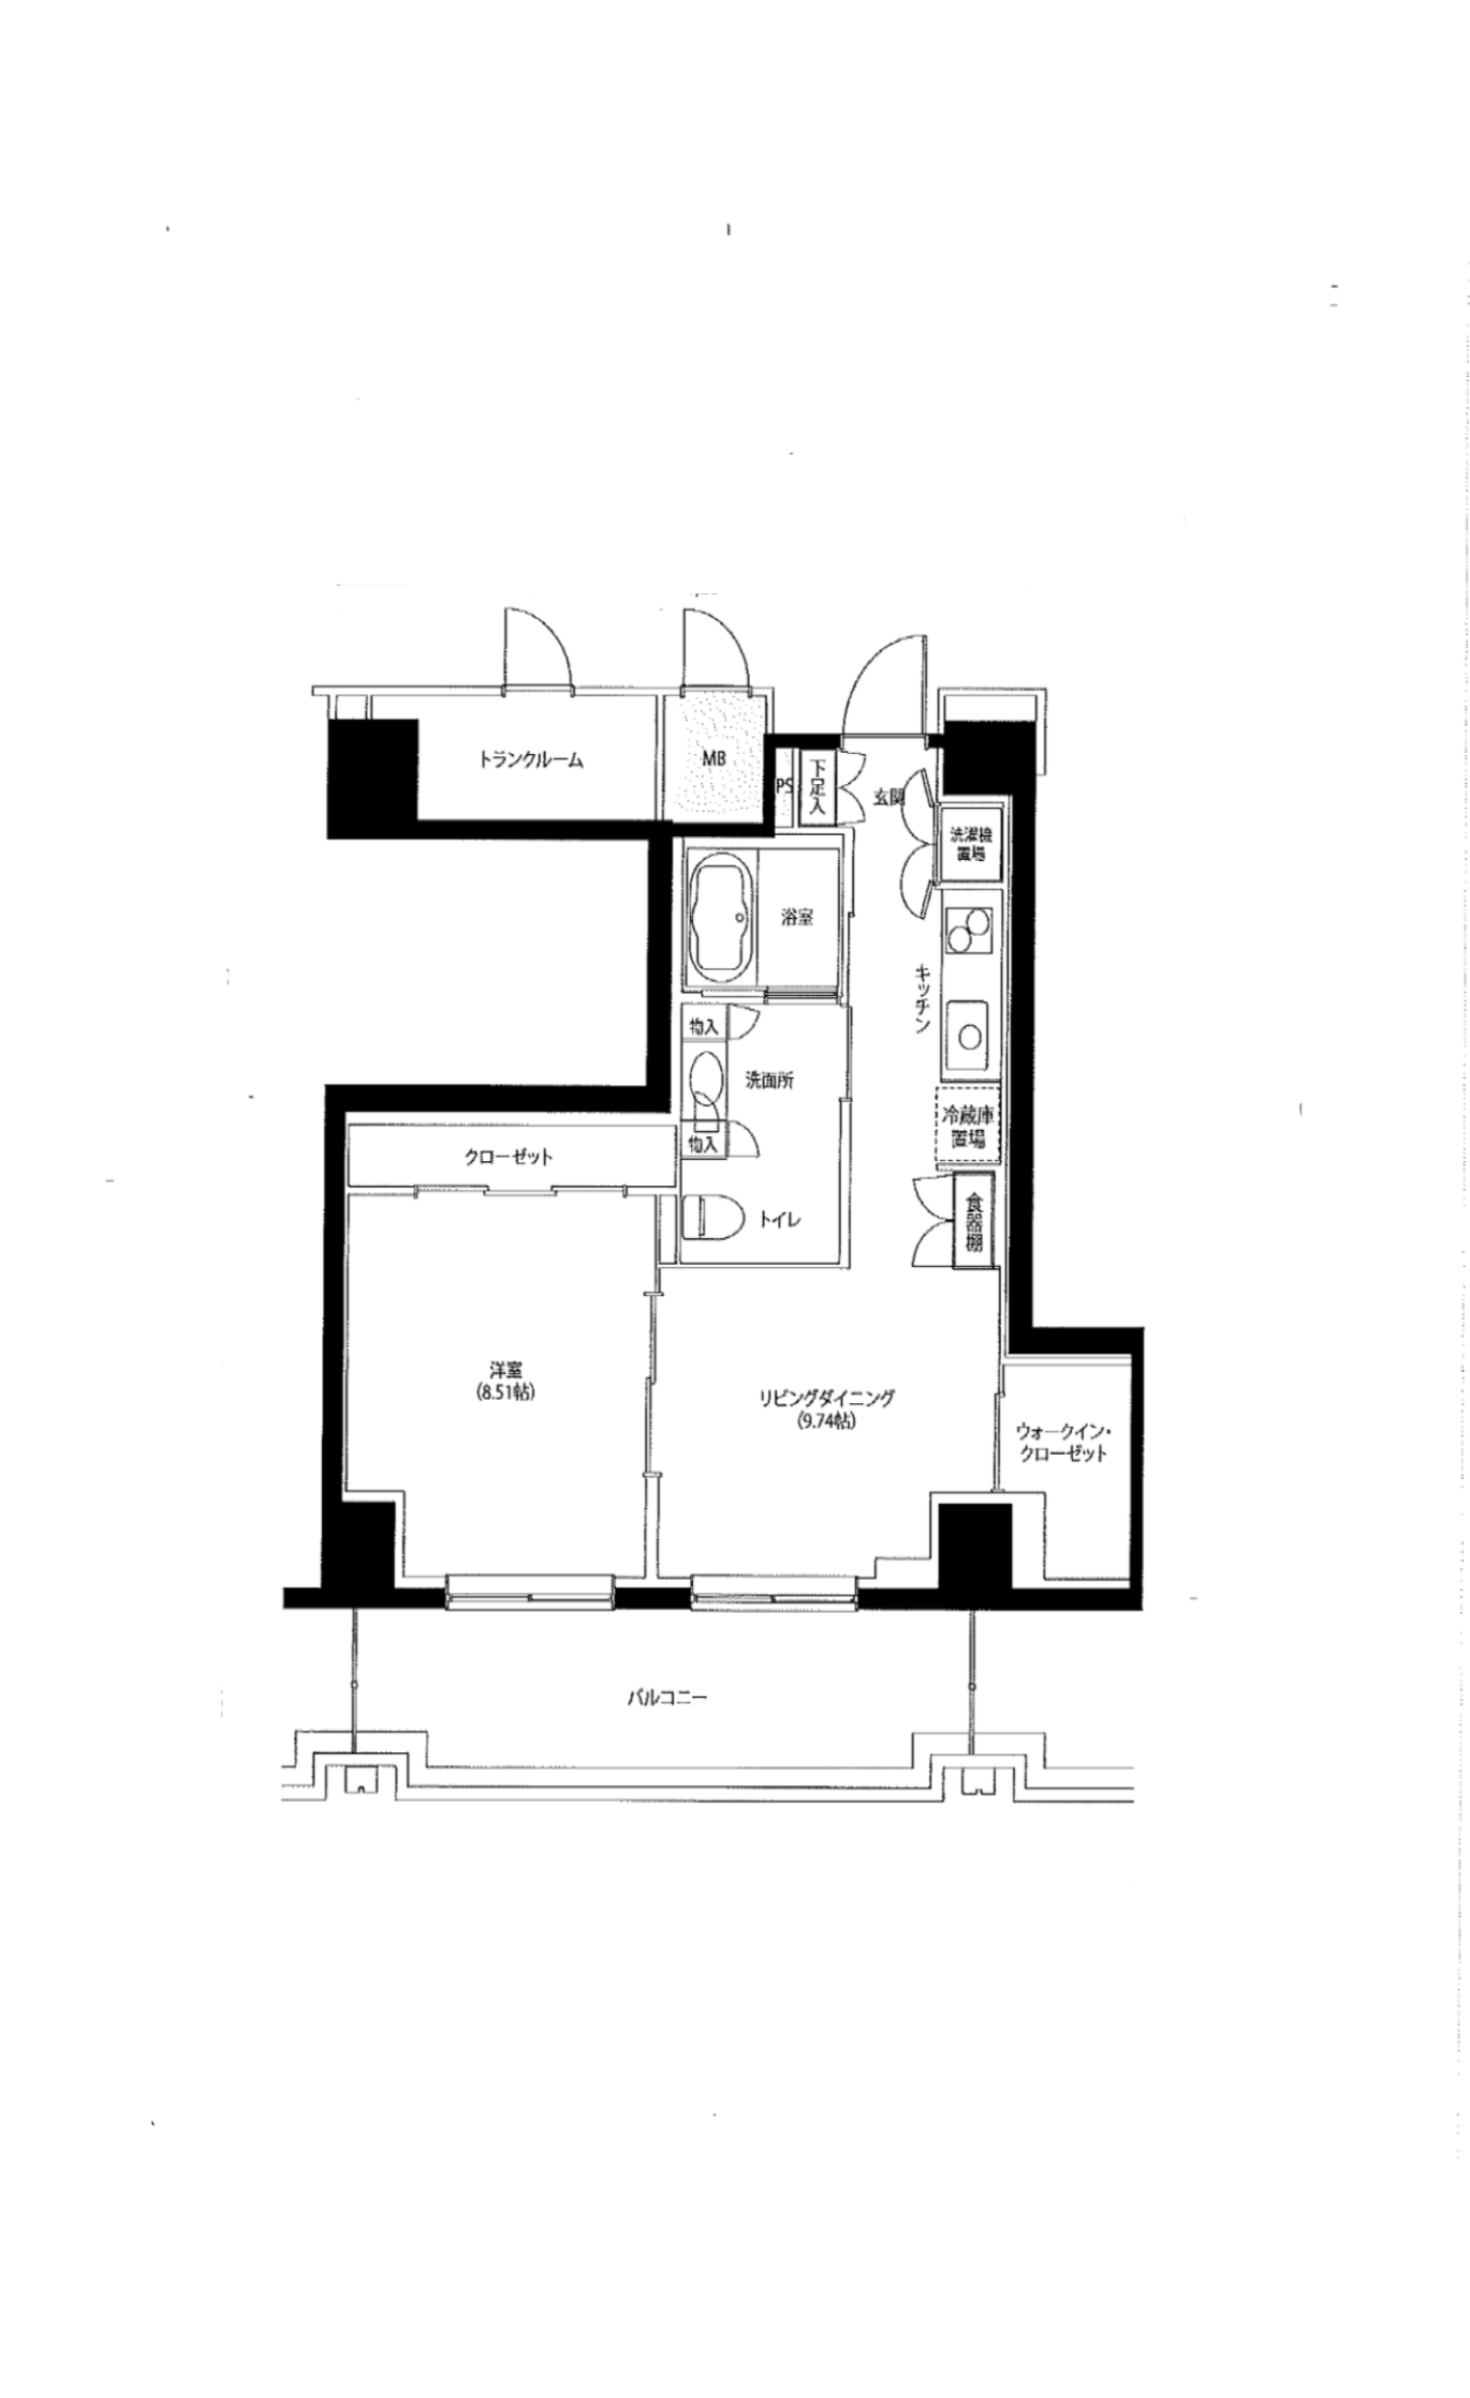 トランクルーム
MB
PS
下足入
玄関
洗濯機
置場
浴室
キッチン
物入
洗面所
物入
冷蔵庫
置場
クローゼット
トイレ
食器棚
洋室
(8.51帖)
リビングダイニング
(9.74帖)
ウォークイン・
クローゼット
バルコニー